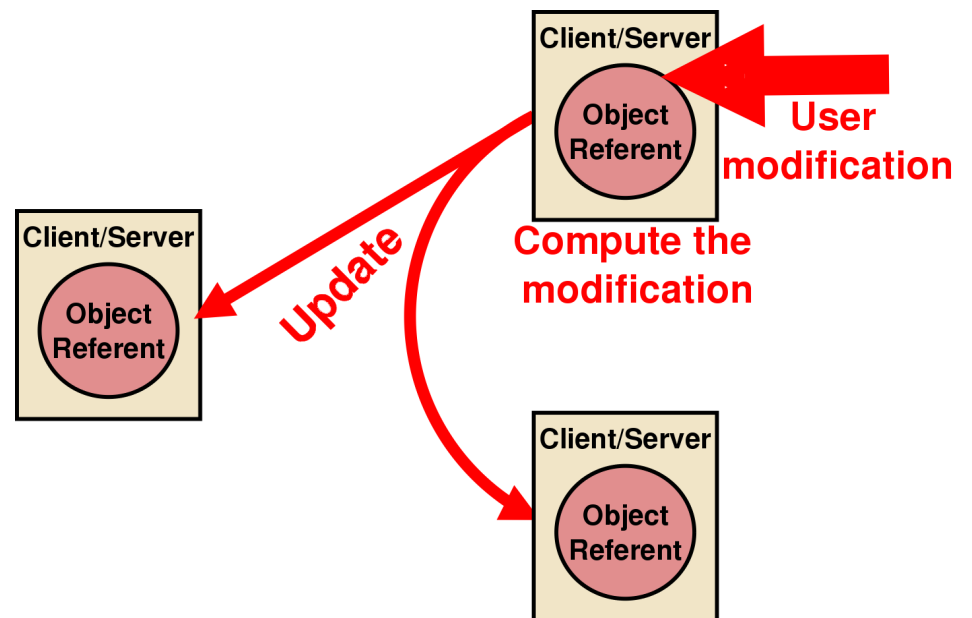 Client/Server
Object
Referent
User
modification
Compute the
modification
Update
Client/Server
Object
Referent
Client/Server
Object
Referent